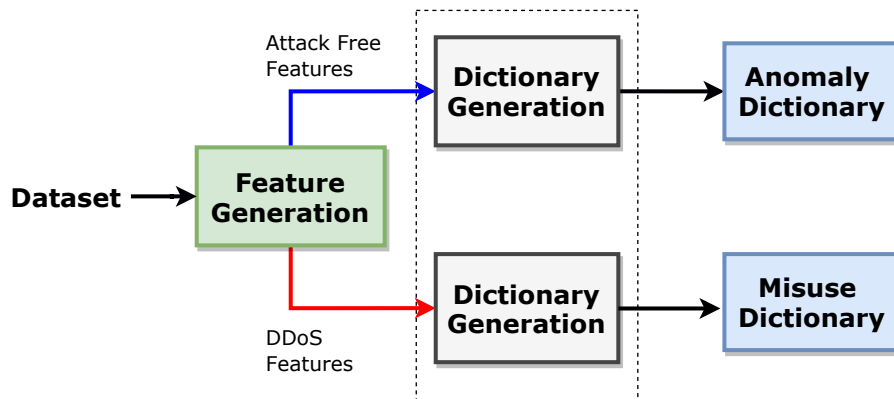 Attack Free
Features
Dictionary
Generation
Anomaly
Dictionary
Dataset
Feature
Generation
Dictionary
Generation
Misuse
Dictionary
DDoS
Features